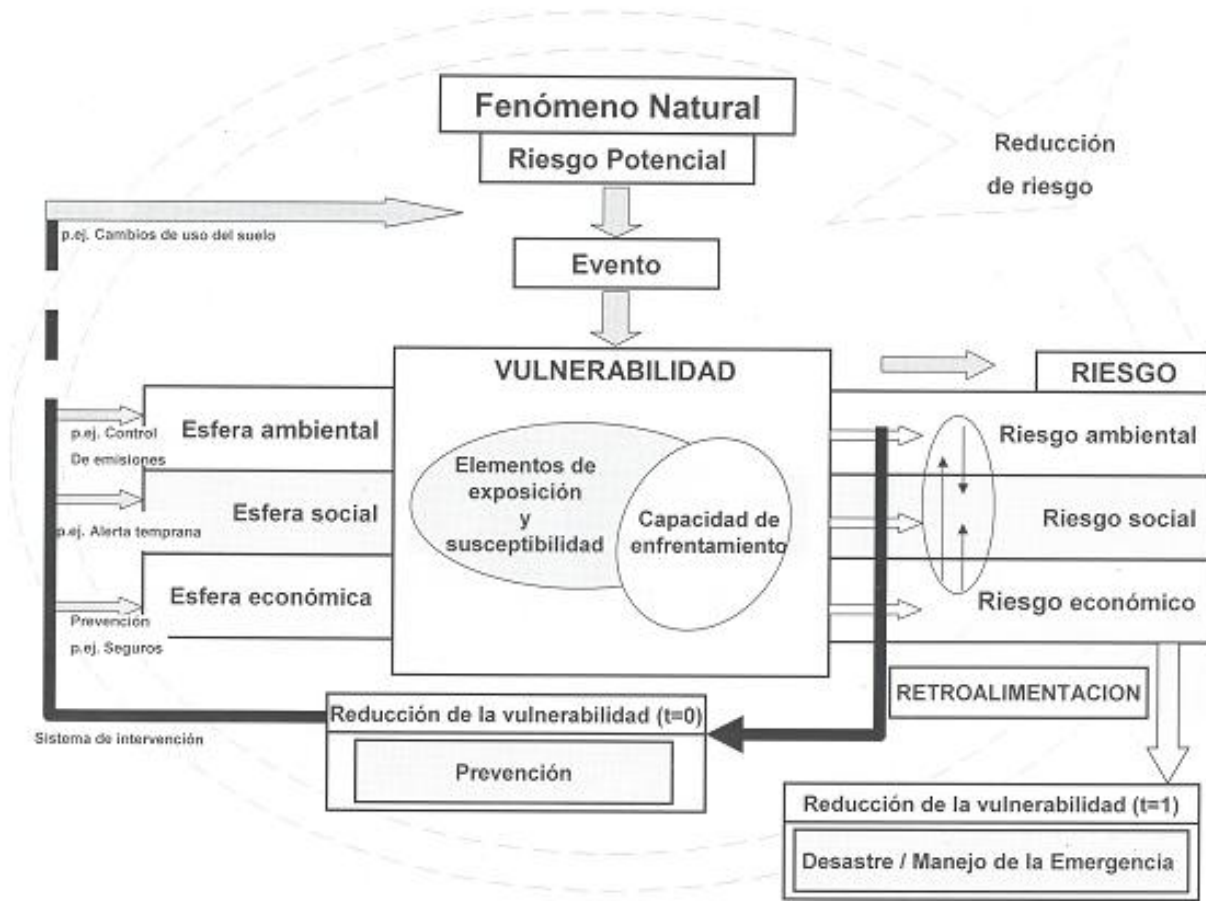 Fenómeno Natural
Riesgo Potencial
Reducción
de riesgo
p.ej. Cambios de uso del suelo
Evento
VULNERABILIDAD
RIESGO
p.ej. Control
De emisiones
Esfera ambiental
Elementos de
exposición
y
susceptibilidad
Capacidad de
enfrentamiento
Riesgo ambiental
p.ej. Alerta temprana
Esfera social
Riesgo social
Prevención
p.ej. Seguros
Esfera económica
Riesgo económico
RETROALIMENTACION
Sistema de intervención
Reducción de la vulnerabilidad (t=0)
Prevención
Reducción de la vulnerabilidad (t=1)
Desastre / Manejo de la Emergencia